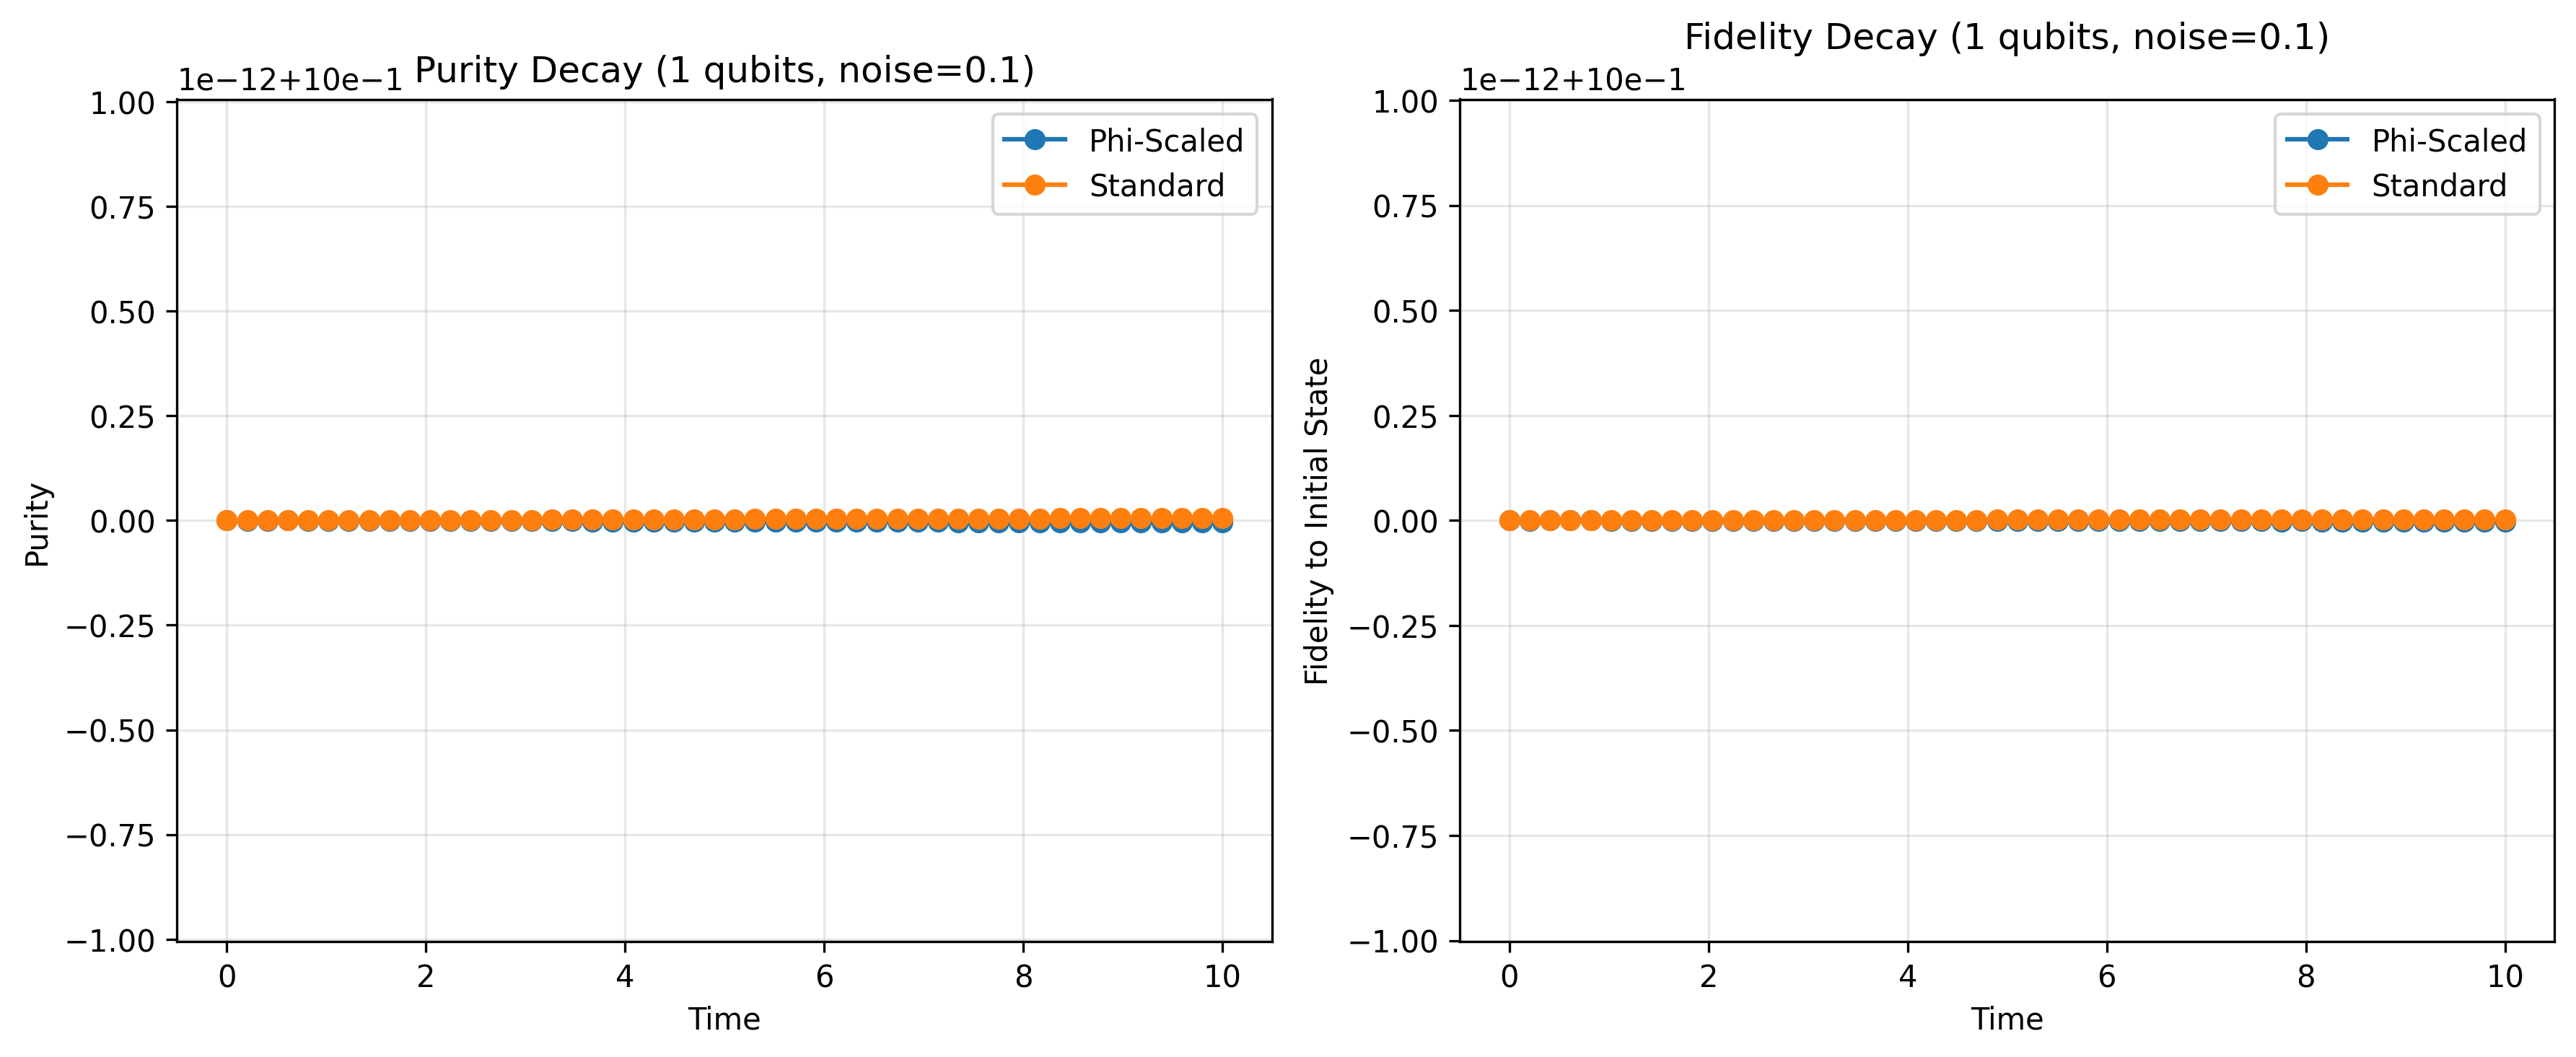 Purity Decay (1 qubits, noise=0.1)
1e−12+10e−1
Phi-Scaled
Standard
1.00
0.75
0.50
0.25
0.00
−0.25
−0.50
−0.75
−1.00
Purity
0 2 4 6 8 10
Time
Fidelity Decay (1 qubits, noise=0.1)
1e−12+10e−1
Phi-Scaled
Standard
1.00
0.75
0.50
0.25
0.00
−0.25
−0.50
−0.75
−1.00
Fidelity to Initial State
0 2 4 6 8 10
Time